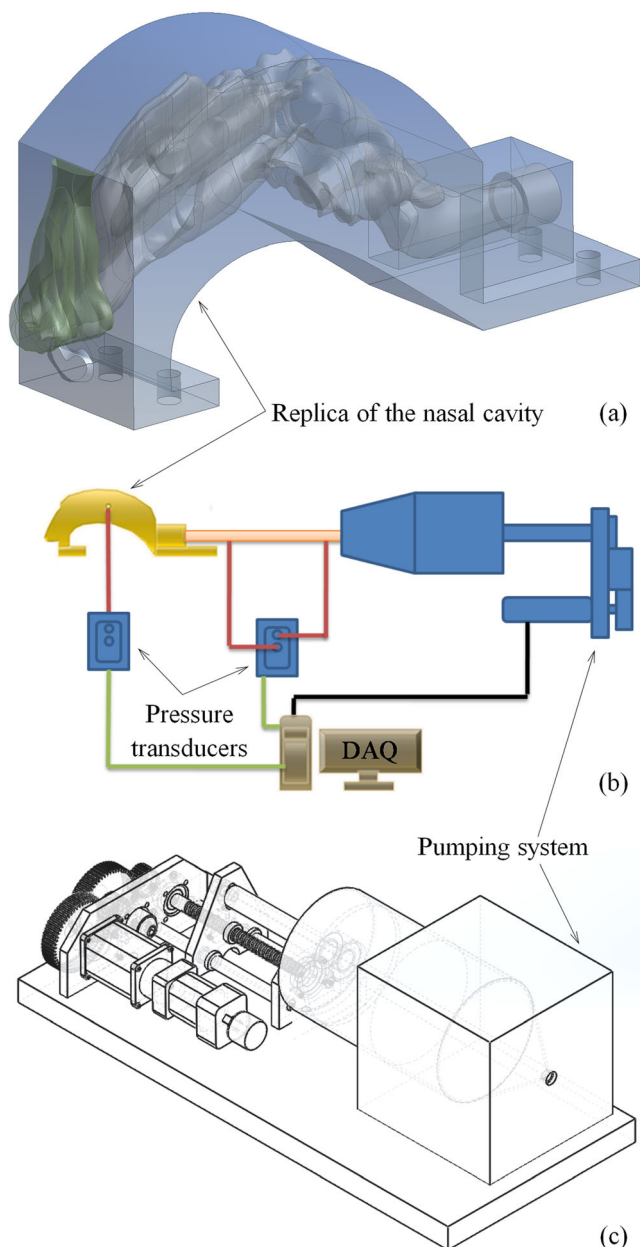 Replica of the nasal cavity
(a)
Pressure
transducers
DAQ
(b)
Pumping system
(c)